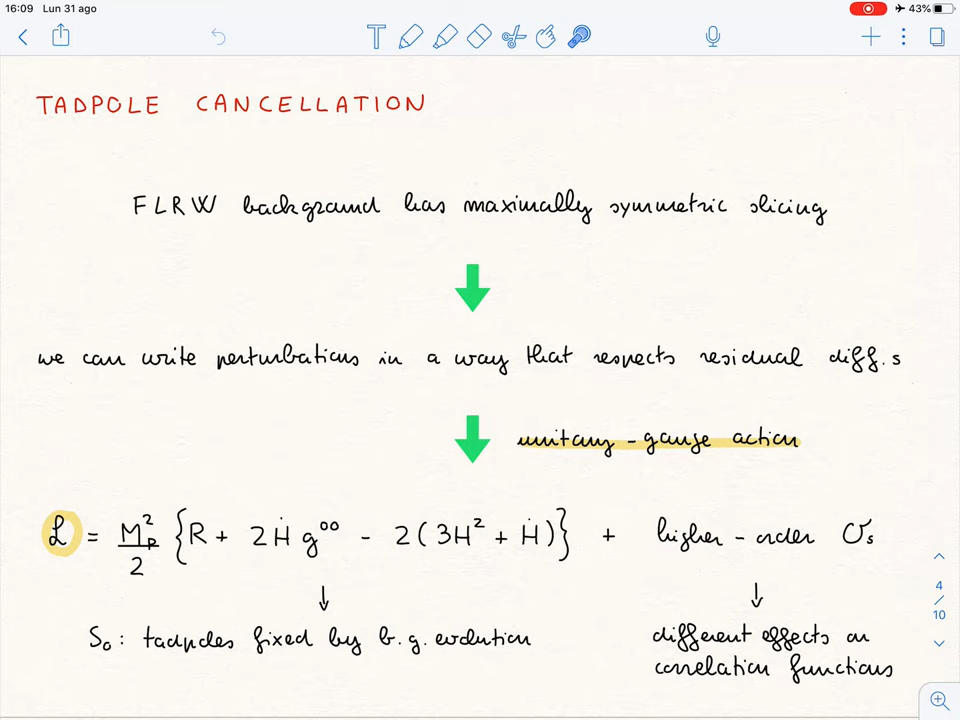 16:09 Lun 31 ago 43%
TADPOLE CANCELLATION
FLRW background has maximally symmetric slicing
we can write perturbations in a way that respects residual diff.s
unitary - gauge action
ℒ = M_P^2/2 {R + 2Ḣ g^{00} - 2(3H^2 + Ḣ)} + higher-order Os
S_0: tadpoles fixed by b.g. evolution
different effects on
correlation functions
4
/
10